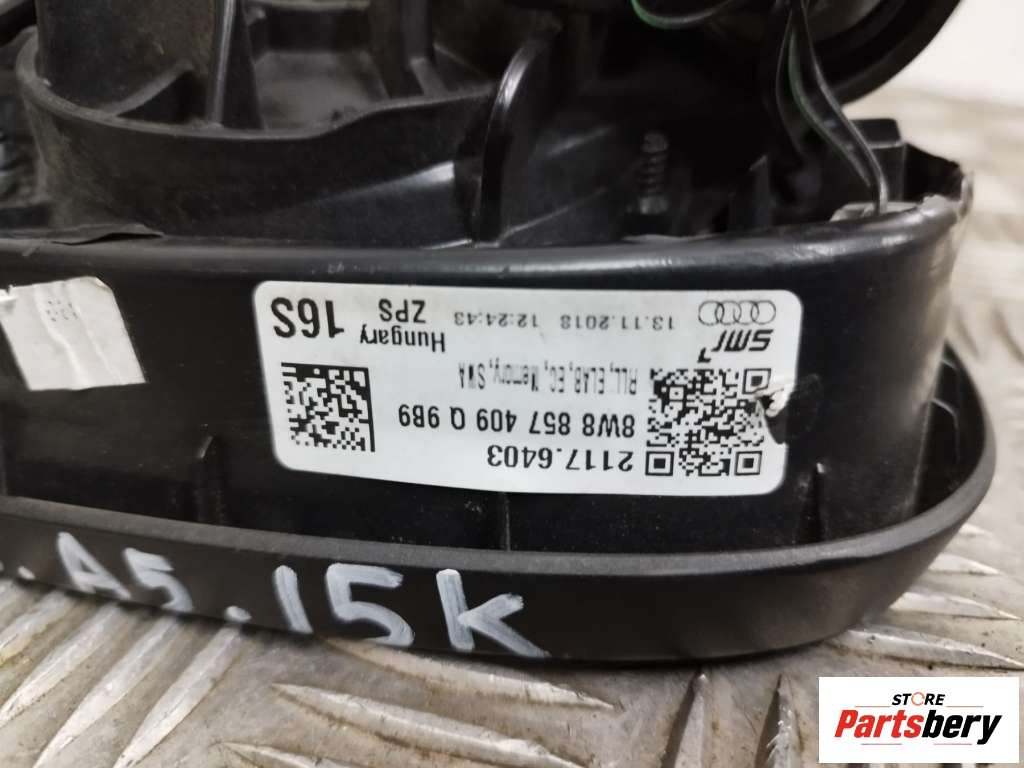 2117.6403
8W8 857 409 Q 9B9
RLL, ELAB, EC, Memory, SWA
SMR
13.11.2018 12:24:43
Hungary
ZPS
16S
A5.15K
STORE
Partsbery